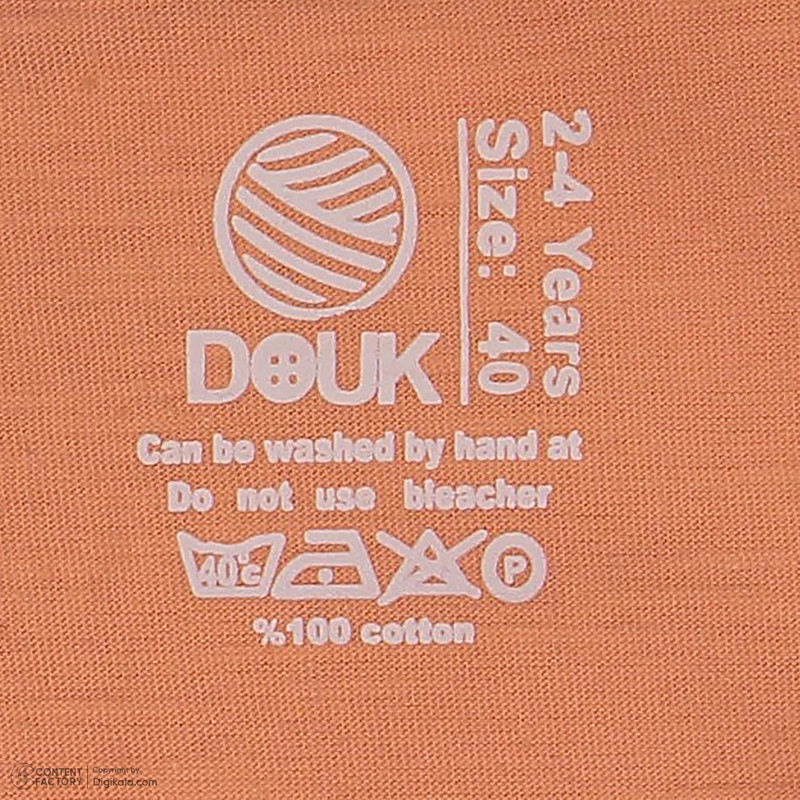 DOUK
Size: 40
2-4 Years
Can be washed by hand at
Do not use bleacher
40°c
P
%100 cotton
CONTENT FACTORY
Copyright by
Digikala.com